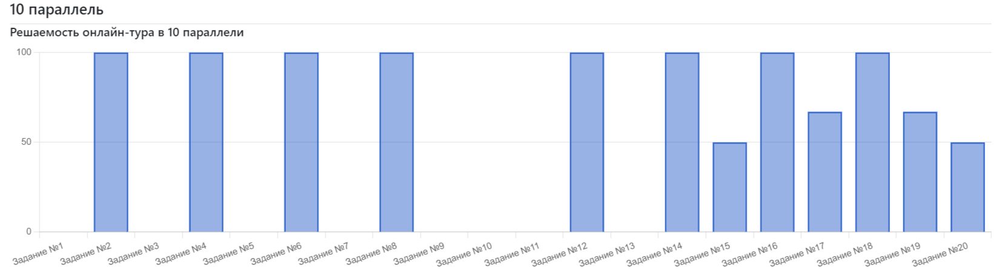 10 параллель
Решаемость онлайн-тура в 10 параллели
100
50
0
Задание №1
Задание №2
Задание №3
Задание №4
Задание №5
Задание №6
Задание №7
Задание №8
Задание №9
Задание №10
Задание №11
Задание №12
Задание №13
Задание №14
Задание №15
Задание №16
Задание №17
Задание №18
Задание №19
Задание №20